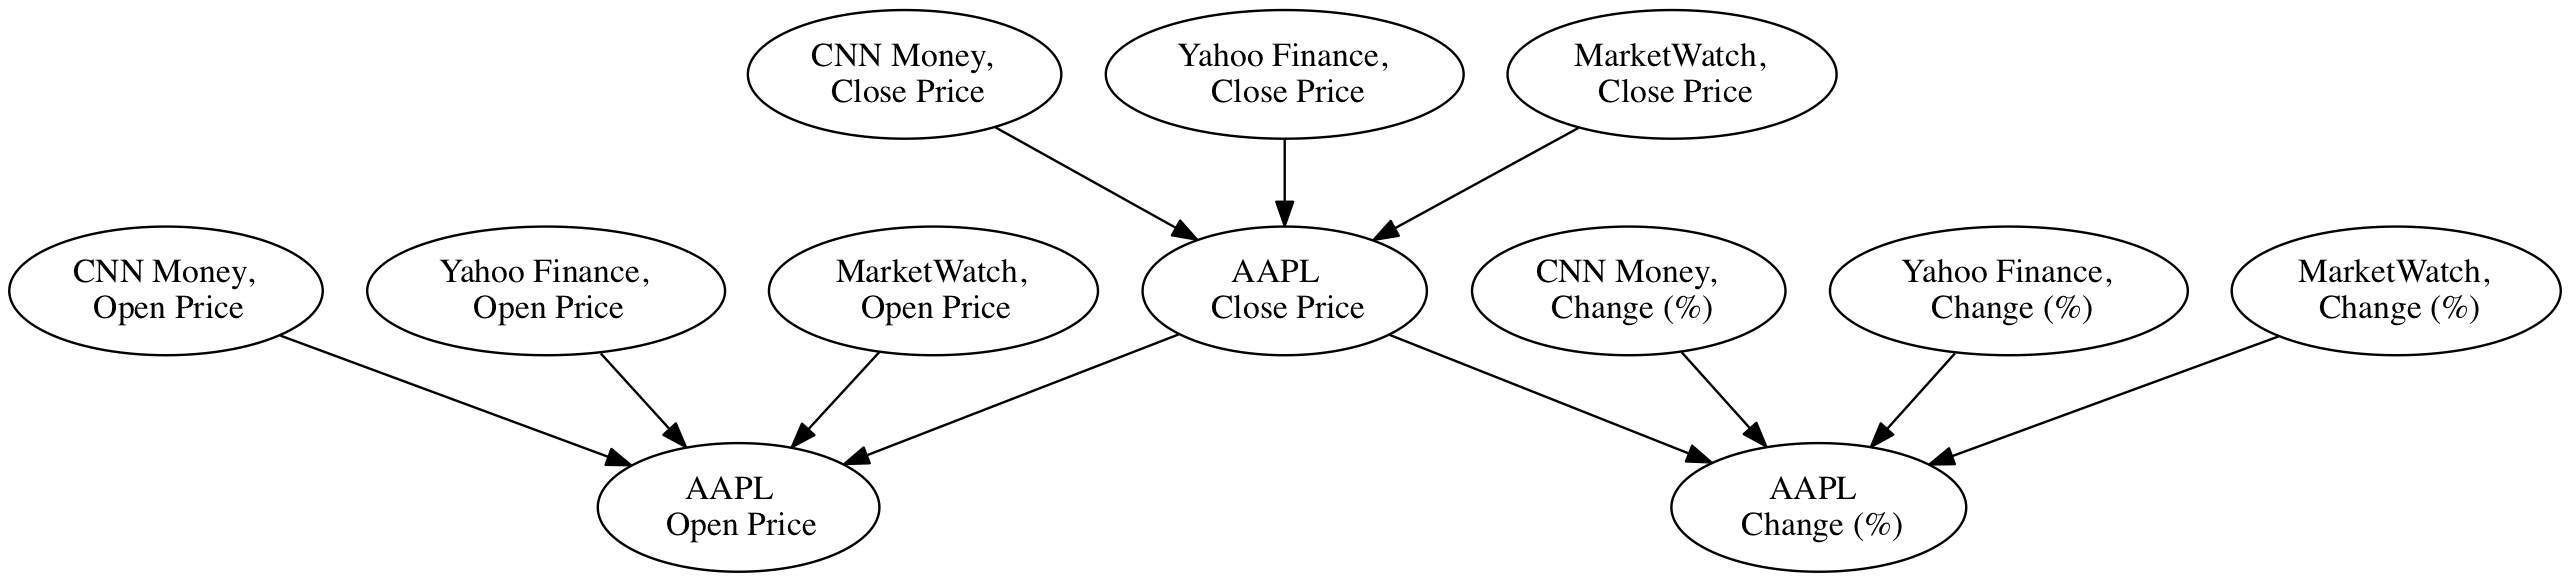 CNN Money,
Close Price
Yahoo Finance,
Close Price
MarketWatch,
Close Price
CNN Money,
Open Price
Yahoo Finance,
Open Price
MarketWatch,
Open Price
AAPL
Close Price
CNN Money,
Change (%)
Yahoo Finance,
Change (%)
MarketWatch,
Change (%)
AAPL
Open Price
AAPL
Change (%)